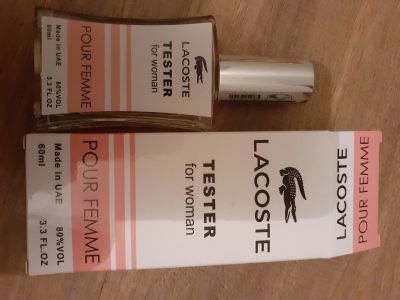 LACOSTE
TESTER
for woman
POUR FEMME
Made in UAE 80%VOL
60ml 3.3 FL.OZ
LACOSTE
TESTER
for woman
POUR FEMME
Made in UAE 80%VOL
60ml 3.3 FL.OZ
LACOSTE
POUR FEMME